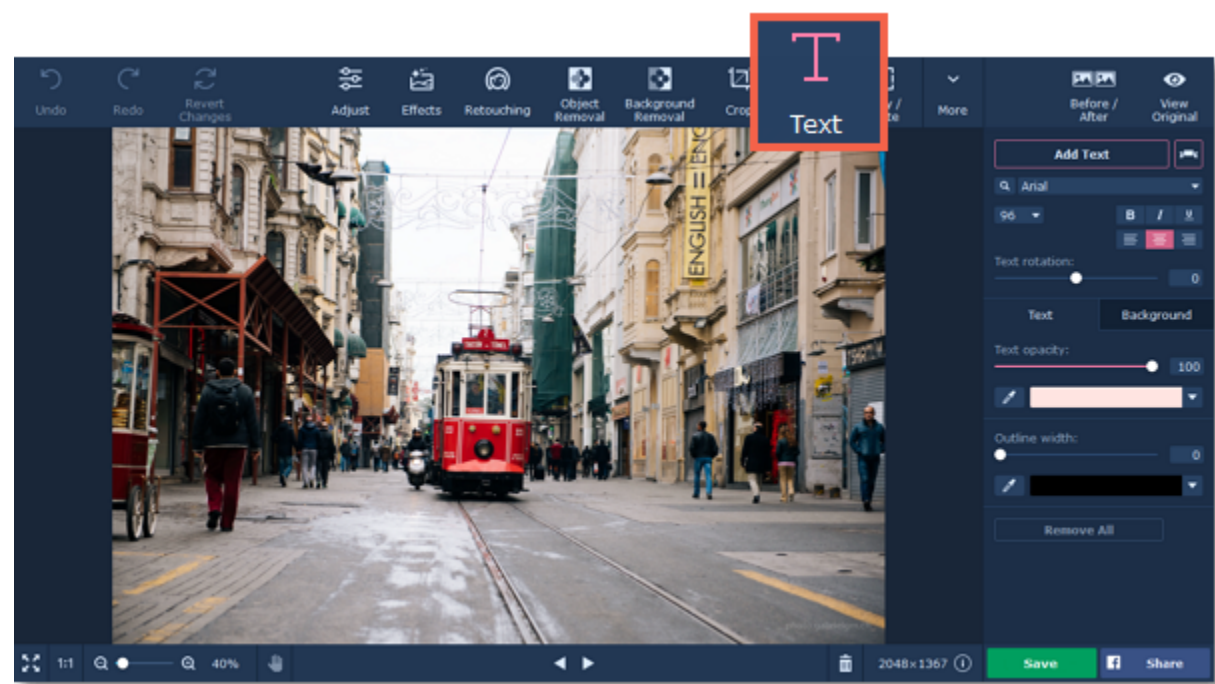 Undo
Redo
Revert
Changes
Adjust
Effects
Retouching
Object
Removal
Background
Removal
Text
More
Before /
After
View
Original
ENGLISH =
Add Text
Arial
96
B I U
Text rotation:
0
Text
Background
Text opacity:
100
Outline width:
0
Remove All
1:1
40%
2048×1367
Save
f
Share